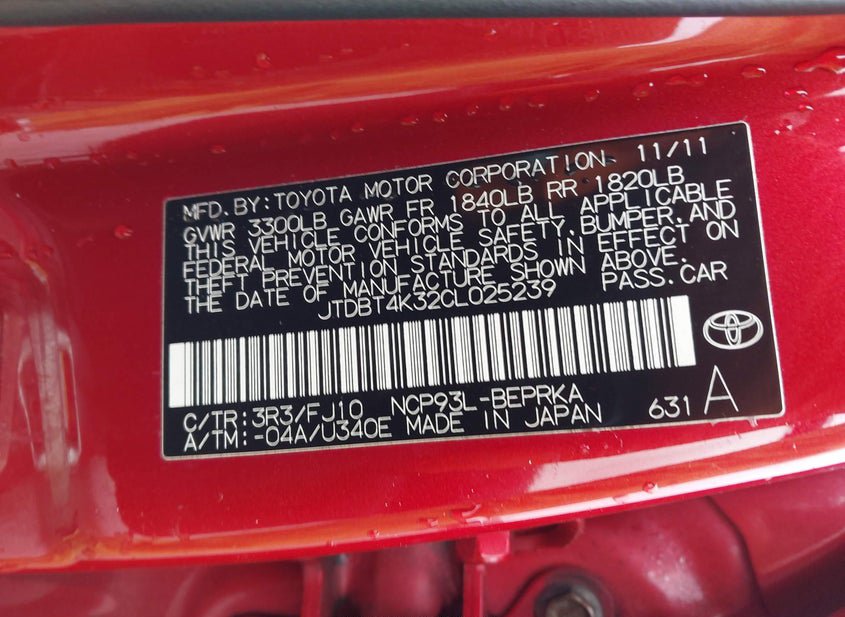 MFD. BY: TOYOTA MOTOR CORPORATION 11/11
GVWR 3300LB GAWR FR 1840LB RR 1820LB
THIS VEHICLE CONFORMS TO ALL APPLICABLE
FEDERAL MOTOR VEHICLE SAFETY, BUMPER, AND
THEFT PREVENTION STANDARDS IN EFFECT ON
THE DATE OF MANUFACTURE SHOWN ABOVE.
JTDBT4K32CL025239 PASS. CAR
C/TR: 3R3/FJ10 NCP93L-BEPRKA
A/TM: -04A/U340E MADE IN JAPAN 631 A